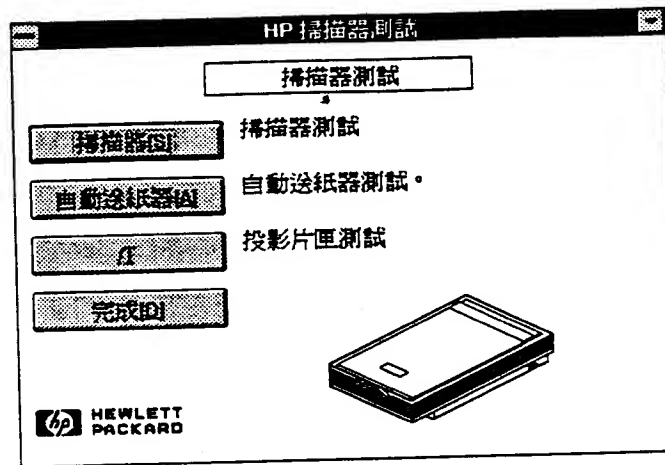 HP 掃描器測試
掃描器測試
掃描器[S] 掃描器測試
自動送紙器[A] 自動送紙器測試。
投影片匣測試
完成[D]
hp HEWLETT
PACKARD